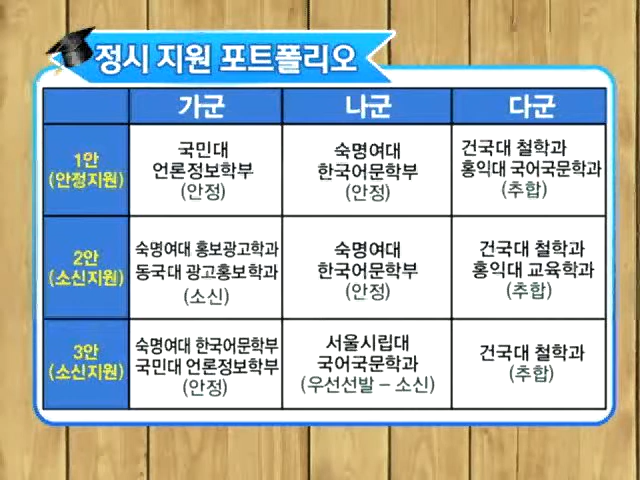 정시 지원 포트폴리오
가군 나군 다군
1안
(안정지원)
국민대
언론정보학부
(안정)
숙명여대
한국어문학부
(안정)
건국대 철학과
홍익대 국어국문학과
(추합)
2안
(소신지원)
숙명여대 홍보광고학과
동국대 광고홍보학과
(소신)
숙명여대
한국어문학부
(안정)
건국대 철학과
홍익대 교육학과
(추합)
3안
(소신지원)
숙명여대 한국어문학부
국민대 언론정보학부
(안정)
서울시립대
국어국문학과
(우선선발 – 소신)
건국대 철학과
(추합)